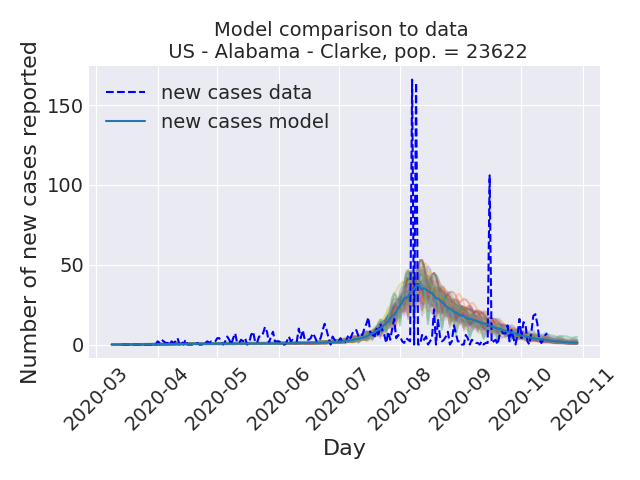 Model comparison to data
US - Alabama - Clarke, pop. = 23622
Number of new cases reported
150
100
50
0
new cases data
new cases model
2020-03
2020-04
2020-05
2020-06
2020-07
2020-08
2020-09
2020-10
2020-11
Day